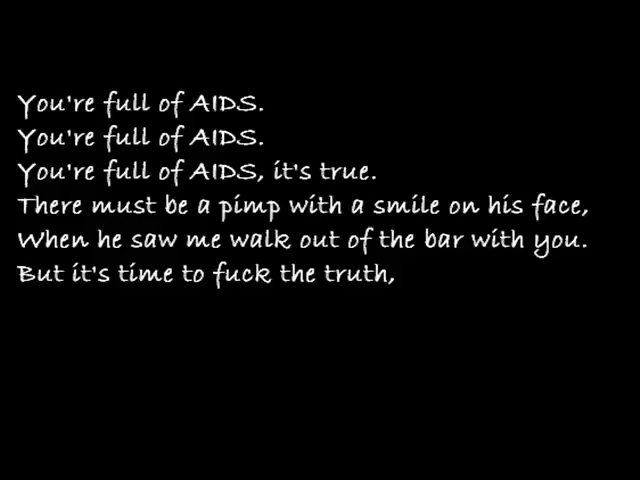 You're full of AIDS.
You're full of AIDS.
You're full of AIDS, it's true.
There must be a pimp with a smile on his face,
When he saw me walk out of the bar with you.
But it's time to fuck the truth,